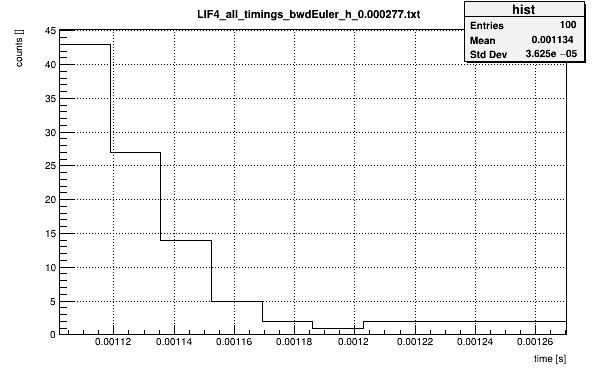 LIF4_all_timings_bwdEuler_h_0.000277.txt
hist
Entries 100
Mean 0.001134
Std Dev 3.625e −05
counts []
45
40
35
30
25
20
15
10
5
0
0.00112 0.00114 0.00116 0.00118 0.0012 0.00122 0.00124 0.00126
time [s]